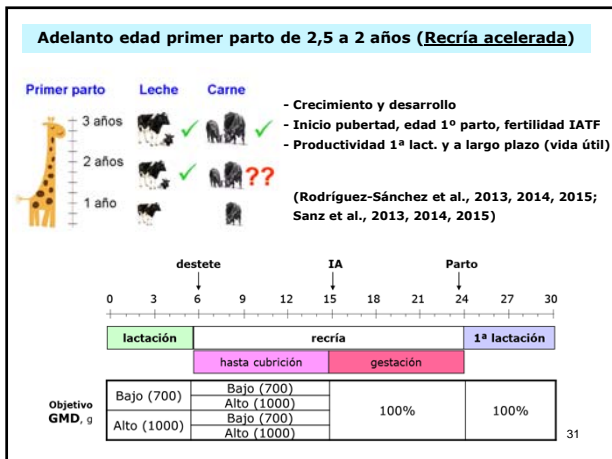 Adelanto edad primer parto de 2,5 a 2 años (Recría acelerada)
Primer parto Leche Carne
3 años
2 años
??
1 año
- Crecimiento y desarrollo
- Inicio pubertad, edad 1º parto, fertilidad IATF
- Productividad 1ª lact. y a largo plazo (vida útil)
(Rodríguez-Sánchez et al., 2013, 2014, 2015;
Sanz et al., 2013, 2014, 2015)
destete IA Parto
0 3 6 9 12 15 18 21 24 27 30
lactación recría 1ª lactación
hasta cubrición gestación
Objetivo
GMD, g
Bajo (700)
Alto (1000)
Bajo (700)
Alto (1000)
Bajo (700)
Alto (1000)
100% 100%
31